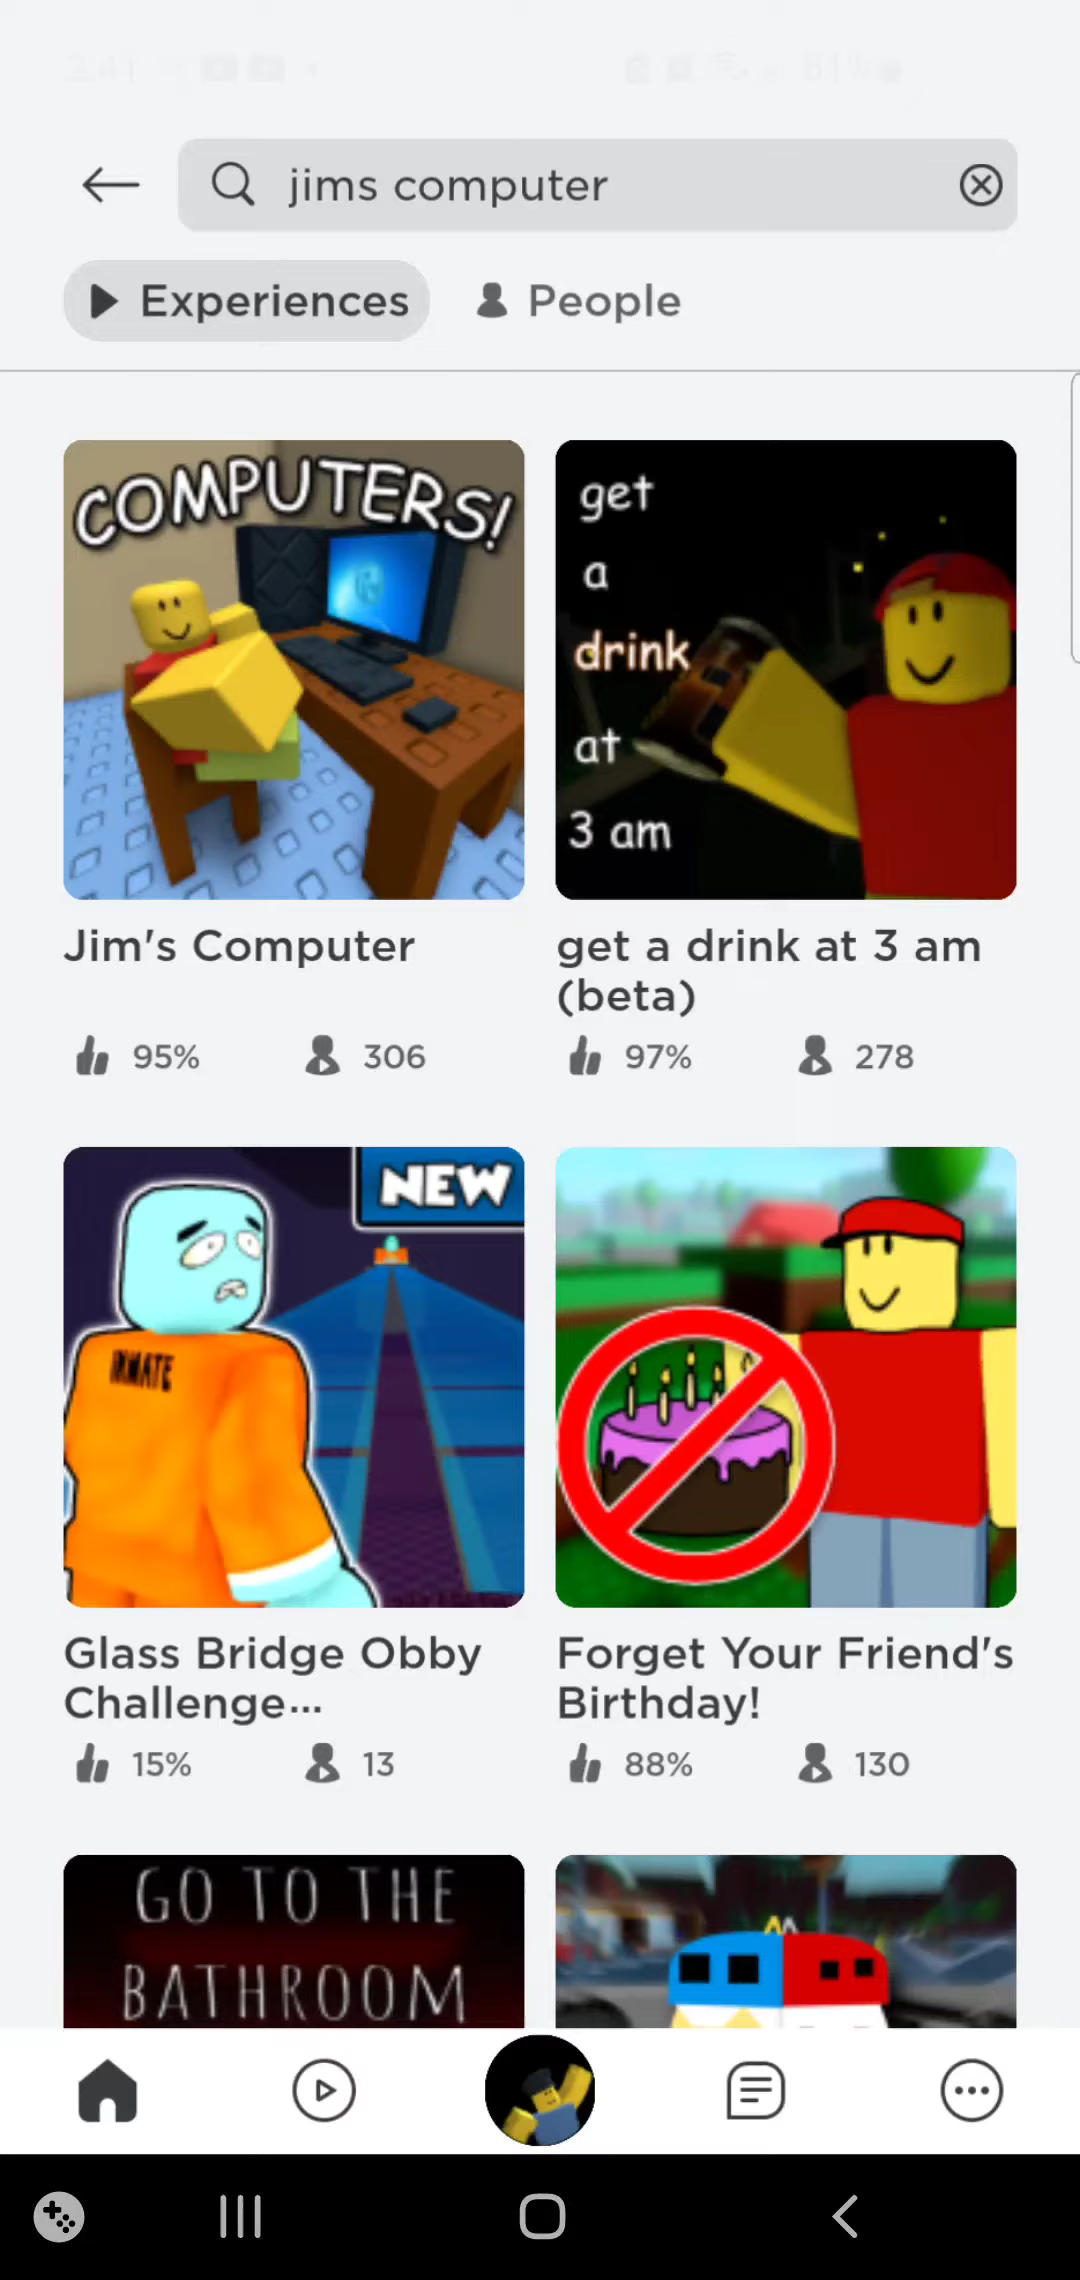 jims computer
Experiences People
COMPUTERS!
get
a
drink
at
3 am
Jim's Computer
get a drink at 3 am
(beta)
95% 306
97% 278
NEW
INMATE
Glass Bridge Obby
Challenge...
Forget Your Friend's
Birthday!
15% 13
88% 130
GO TO THE
BATHROOM